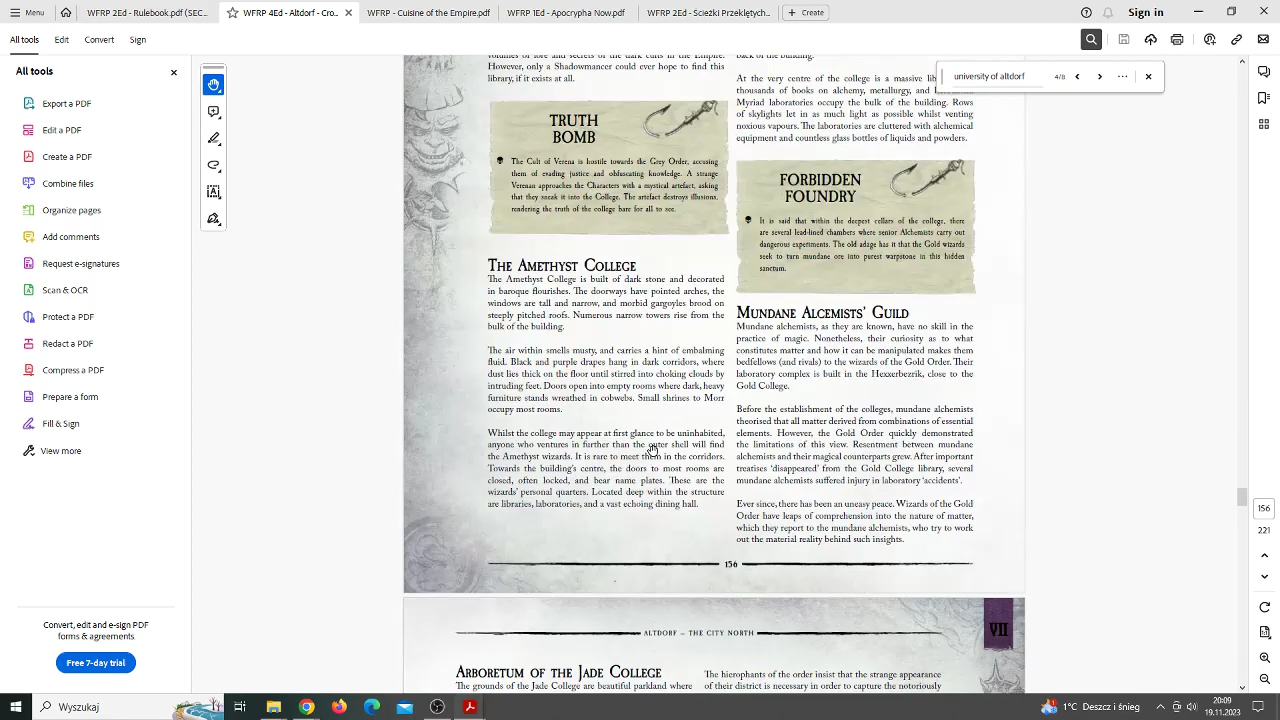 Menu
WFRP 2Ed - Rulebook.pdf (SEC...
WFRP 4Ed - Altdorf - Cro...
WFRP 4Ed - Cuisine of the Empire.pdf
WFRP 1Ed - Apocrypha Now.pdf
WFRP 2Ed - Ścieżki Przeklętych...
Create
Sign in
All tools
Edit
Convert
Sign
All tools
Export a PDF
Edit a PDF
Create a PDF
Combine files
Organize pages
Add comments
Request e-signatures
Scan & OCR
Protect a PDF
Redact a PDF
Compress a PDF
Prepare a form
Fill & Sign
View more
Convert, edit and e-sign PDF
forms & agreements
Free 7-day trial
university of altdorf
4/8
volumes of lore and secrets of the dark cults in the Empire.
However, only a Shadowmancer could ever hope to find this
library, if it exists at all.
TRUTH
BOMB
The Cult of Verena is hostile towards the Grey Order, accusing
them of evading justice and obfuscating knowledge. A strange
Verenan approaches the Characters with a mystical artefact, asking
that they sneak it into the College. The artefact destroys illusions,
rendering the truth of the college bare for all to see.
The Amethyst College
The Amethyst College is built of dark stone and decorated
in baroque flourishes. The doorways have pointed arches, the
windows are tall and narrow, and morbid gargoyles brood on
steeply pitched roofs. Numerous narrow towers rise from the
bulk of the building.
The air within smells musty, and carries a hint of embalming
fluid. Black and purple drapes hang in dark corridors, where
dust lies thick on the floor until stirred into choking clouds by
intruding feet. Doors open into empty rooms where dark, heavy
furniture stands wreathed in cobwebs. Small shrines to Morr
occupy most rooms.
Whilst the college may appear at first glance to be uninhabited,
anyone who ventures in further than the outer shell will find
the Amethyst wizards. It is rare to meet them in the corridors.
Towards the building's centre, the doors to most rooms are
closed, often locked, and bear name plates. These are the
wizards' personal quarters. Located deep within the structure
are libraries, laboratories, and a vast echoing dining hall.
back of the building.
At the very centre of the college is a massive
thousands of books on alchemy, metallurgy, and
Myriad laboratories occupy the bulk of the building. Rows
of skylights let in as much light as possible whilst venting
noxious vapours. The laboratories are cluttered with alchemical
equipment and countless glass bottles of liquids and powders.
FORBIDDEN
FOUNDRY
It is said that within the deepest cellars of the college, there
are several lead-lined chambers where senior Alchemists carry out
dangerous experiments. The old adage has it that the Gold wizards
seek to turn mundane ore into purest warpstone in this hidden
sanctum.
Mundane Alcemists' Guild
Mundane alchemists, as they are known, have no skill in the
practice of magic. Nonetheless, their curiosity as to what
constitutes matter and how it can be manipulated makes them
bedfellows (and rivals) to the wizards of the Gold Order. Their
laboratory complex is built in the Hexxerbezrik, close to the
Gold College.
Before the establishment of the colleges, mundane alchemists
theorised that all matter derived from combinations of essential
elements. However, the Gold Order quickly demonstrated
the limitations of this view. Resentment between mundane
alchemists and their magical counterparts grew. After important
treatises 'disappeared' from the Gold College library, several
mundane alchemists suffered injury in laboratory 'accidents'.
Ever since, there has been an uneasy peace. Wizards of the Gold
Order have leaps of comprehension into the nature of matter,
which they report to the mundane alchemists, who try to work
out the material reality behind such insights.
156
ALTDORF – THE CITY NORTH
VII
Arboretum of the Jade College
The grounds of the Jade College are beautiful parkland where
The hierophants of the order insist that the strange appearance
of their district is necessary in order to capture the notoriously
156
221
Wyszukaj
1°C Deszcz i śnieg
20:09
19.11.2023